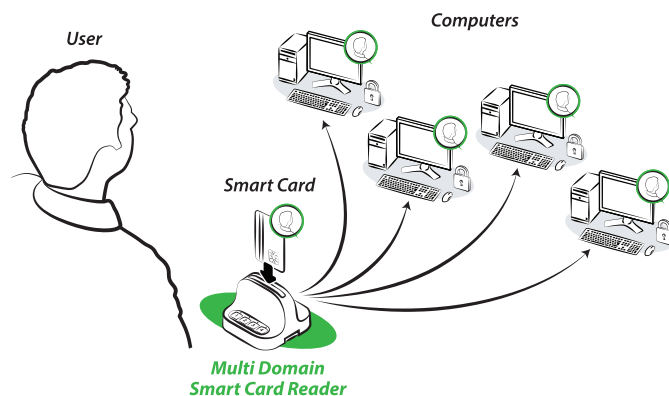 Computers
User
Smart Card
Multi Domain
Smart Card Reader